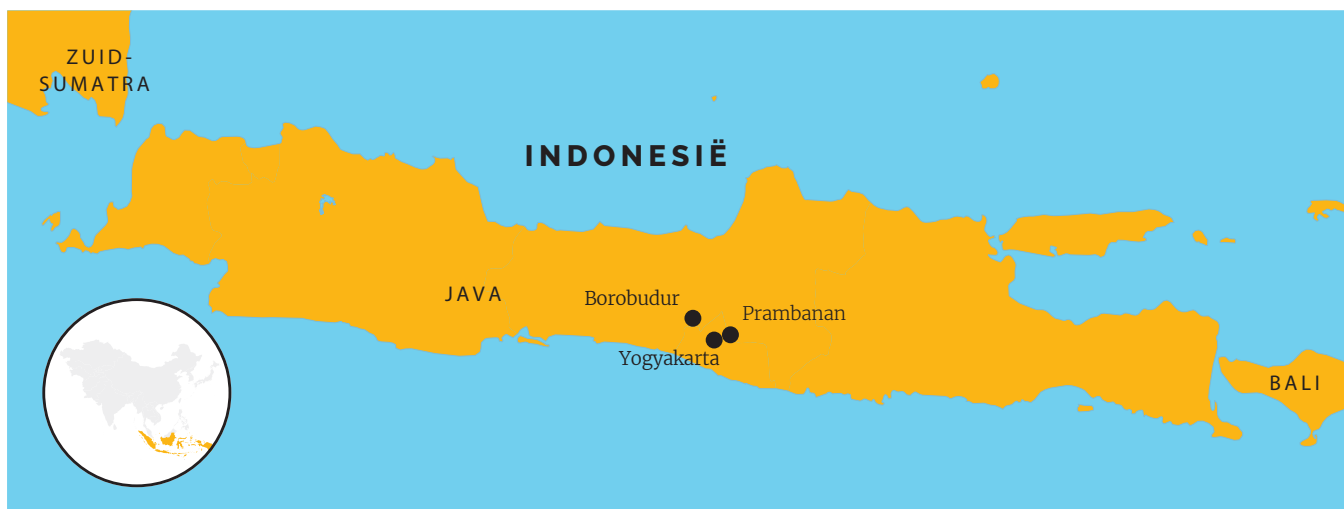 ZUID-
SUMATRA
INDONESIË
JAVA
Borobudur
Prambanan
Yogyakarta
BALI